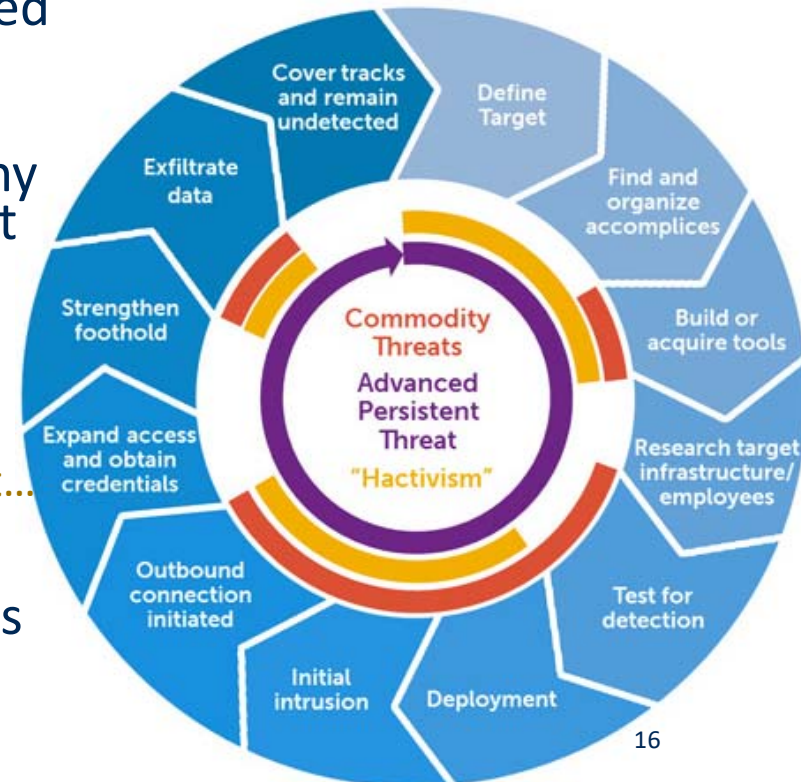 ed
ny
t
t...
s
Cover tracks
and remain
undetected
Define
Target
Find and
organize
accomplices
Build or
acquire tools
Research target
infrastructure/
employees
Test for
detection
Deployment
Initial
intrusion
Outbound
connection
initiated
Expand access
and obtain
credentials
Strengthen
foothold
Exfiltrate
data
Commodity
Threats
Advanced
Persistent
Threat
"Hactivism"
16